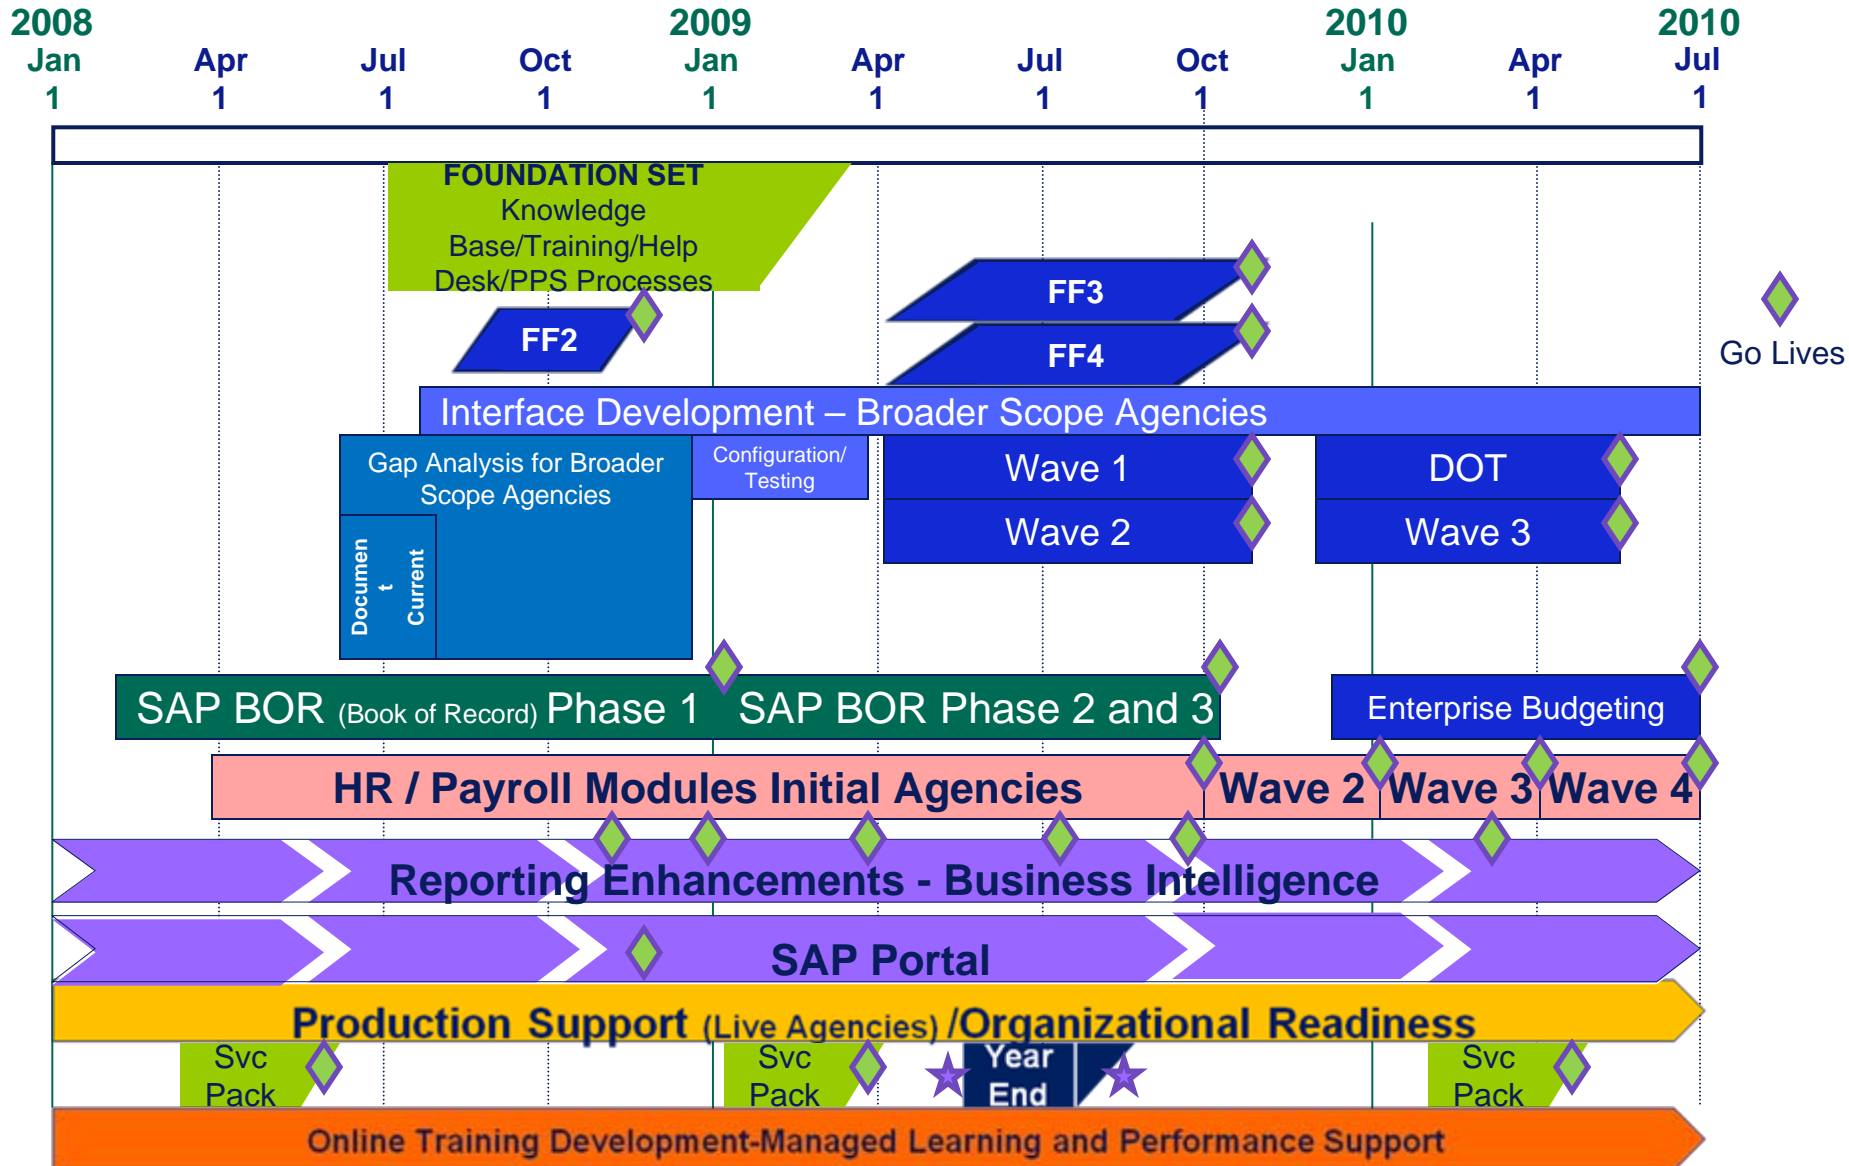 2008 2009 2010 2010
Jan Apr Jul Oct Jan Apr Jul Oct Jan Apr Jul
1 1 1 1 1 1 1 1 1 1 1
FOUNDATION SET
Knowledge
Base/Training/Help
Desk/PPS Processes
FF3
FF2
FF4
Go Lives
Interface Development – Broader Scope Agencies
Gap Analysis for Broader
Scope Agencies
Configuration/
Testing
Wave 1
DOT
Wave 2
Wave 3
Documen
t
Current
SAP BOR (Book of Record) Phase 1
SAP BOR Phase 2 and 3
Enterprise Budgeting
HR / Payroll Modules Initial Agencies
Wave 2
Wave 3
Wave 4
Reporting Enhancements - Business Intelligence
SAP Portal
Production Support (Live Agencies) /Organizational Readiness
Svc
Pack
Svc
Pack
Year
End
Svc
Pack
Online Training Development-Managed Learning and Performance Support